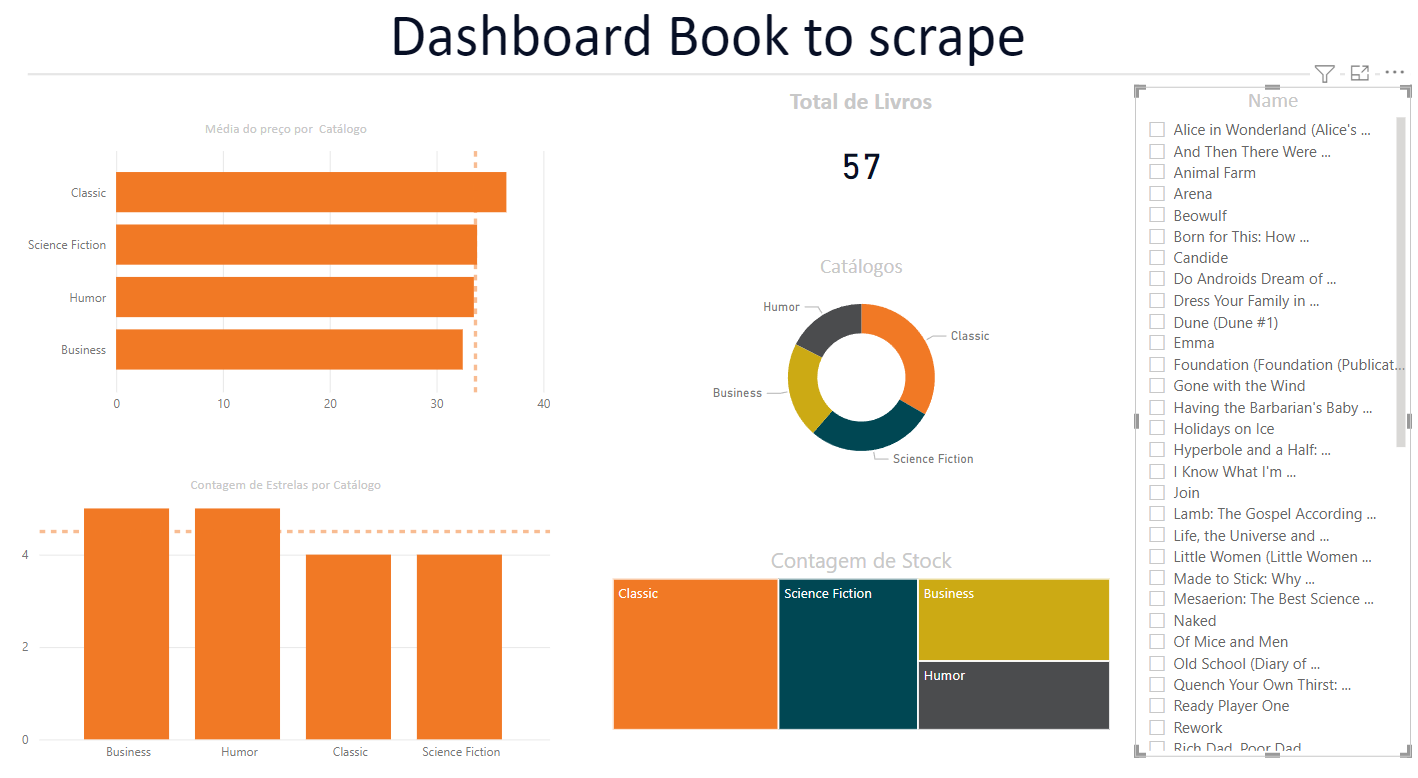 Dashboard Book to scrape
Média do preço por Catálogo
Classic
Science Fiction
Humor
Business
0
10
20
30
40
Contagem de Estrelas por Catálogo
4
2
0
Business
Humor
Classic
Science Fiction
Total de Livros
57
Catálogos
Humor
Classic
Business
Science Fiction
Contagem de Stock
Classic
Science Fiction
Business
Humor
Name
Alice in Wonderland (Alice's ...
And Then There Were ...
Animal Farm
Arena
Beowulf
Born for This: How ...
Candide
Do Androids Dream of ...
Dress Your Family in ...
Dune (Dune #1)
Emma
Foundation (Foundation (Publicat...
Gone with the Wind
Having the Barbarian's Baby ...
Holidays on Ice
Hyperbole and a Half: ...
I Know What I'm ...
Join
Lamb: The Gospel According ...
Life, the Universe and ...
Little Women (Little Women ...
Made to Stick: Why ...
Mesaerion: The Best Science ...
Naked
Of Mice and Men
Old School (Diary of ...
Quench Your Own Thirst: ...
Ready Player One
Rework
Rich Dad, Poor Dad